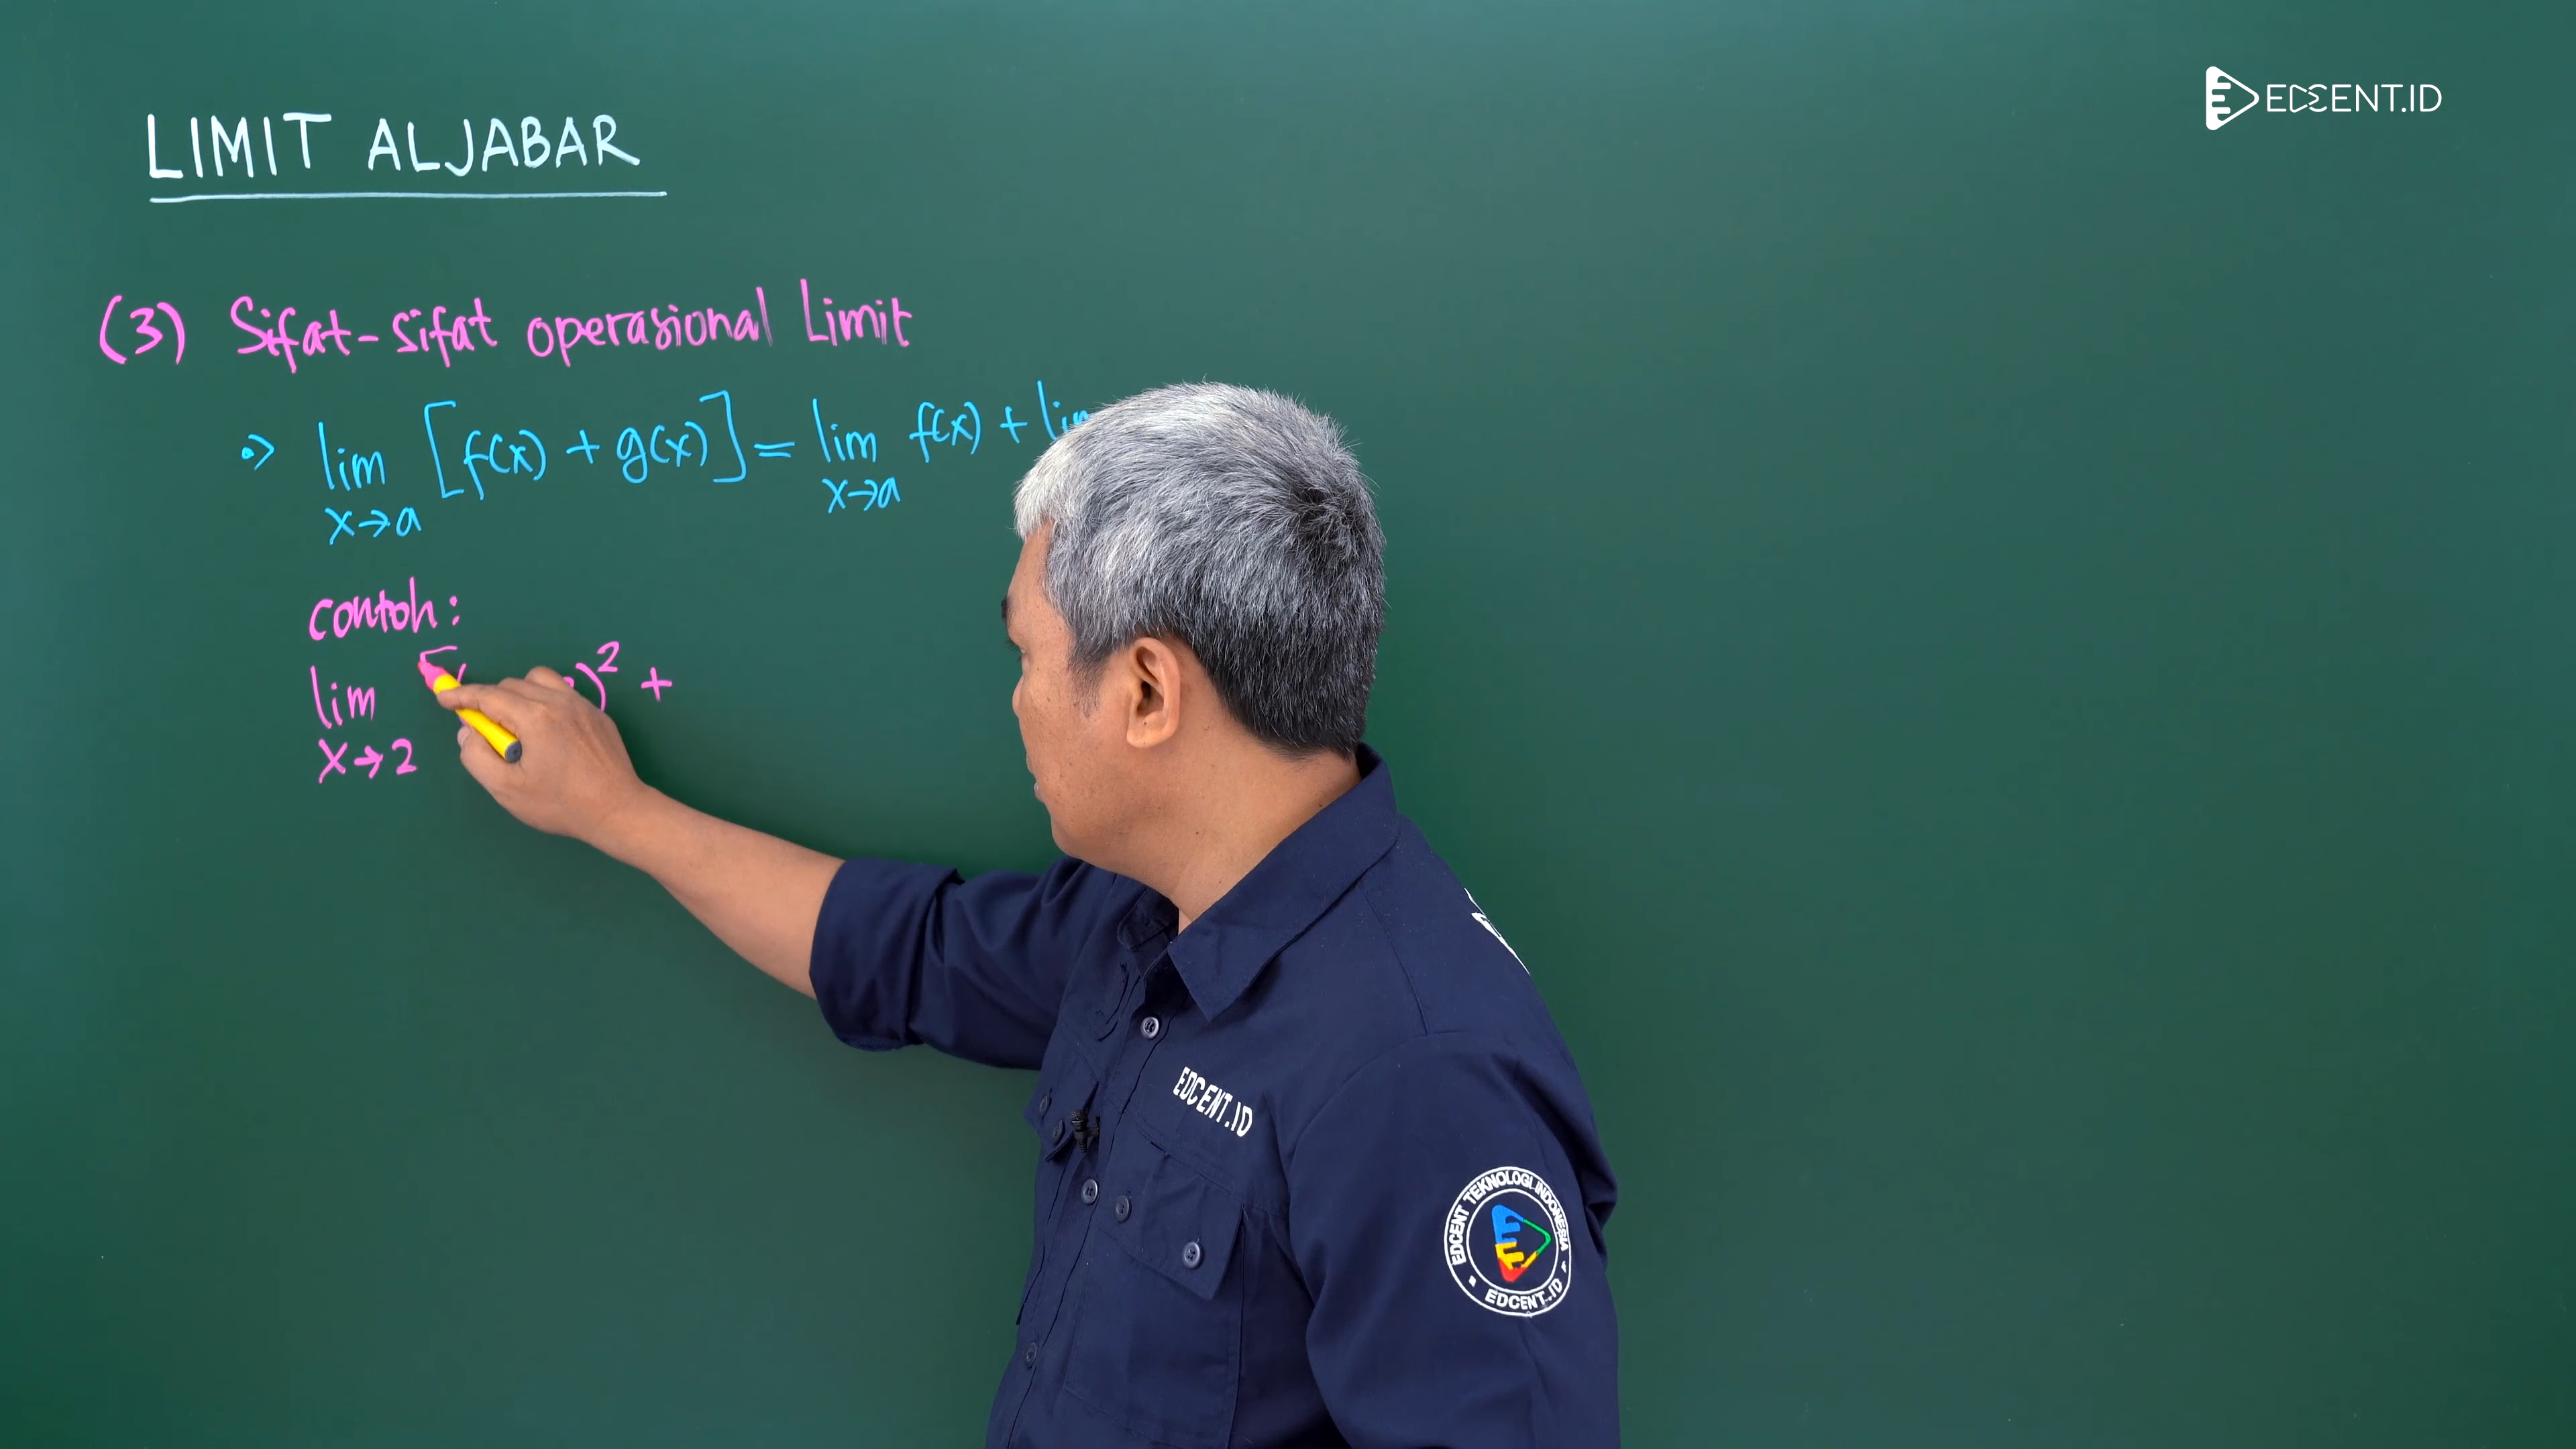 LIMIT ALJABAR
EDCENT.ID
(3) Sifat-sifat operasional Limit
lim [f(x) + g(x)] = lim f(x) +
x→a x→a
contoh:
lim [( )² +
x→2
EDCENT.ID
EDCENT TEKNOLOGI INDONESIA
EDCENT.ID